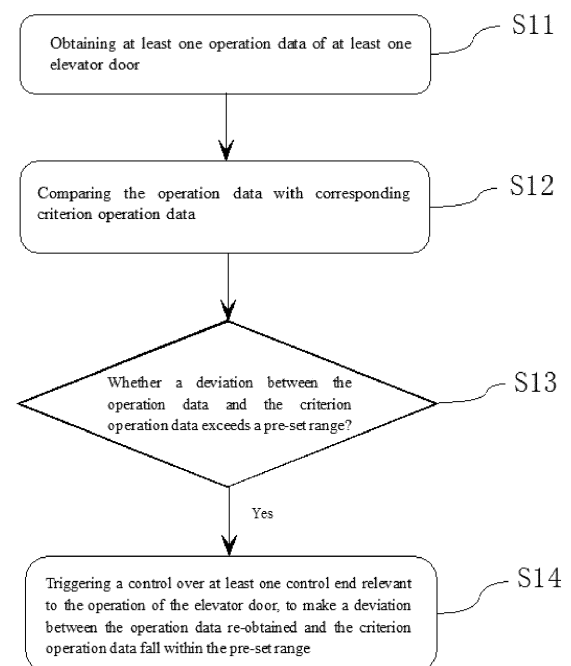 Obtaining at least one operation data of at least one
elevator door
S11
Comparing the operation data with corresponding
criterion operation data
S12
Whether a deviation between the
operation data and the criterion
operation data exceeds a pre-set range?
S13
Yes
Triggering a control over at least one control end relevant
to the operation of the elevator door, to make a deviation
between the operation data re-obtained and the criterion
operation data fall within the pre-set range
S14